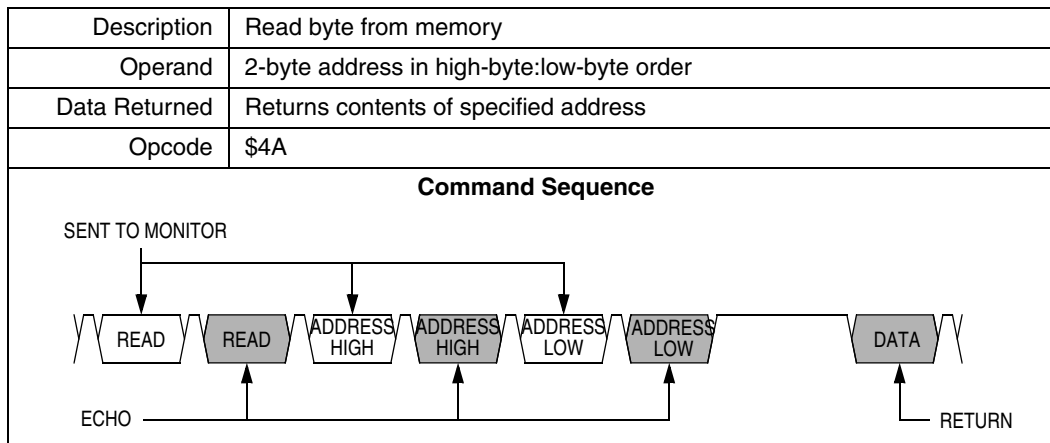 Description Read byte from memory
Operand 2-byte address in high-byte:low-byte order
Data Returned Returns contents of specified address
Opcode $4A
Command Sequence
SENT TO MONITOR
READ READ ADDRESS HIGH ADDRESS HIGH ADDRESS LOW ADDRESS LOW DATA
ECHO RETURN